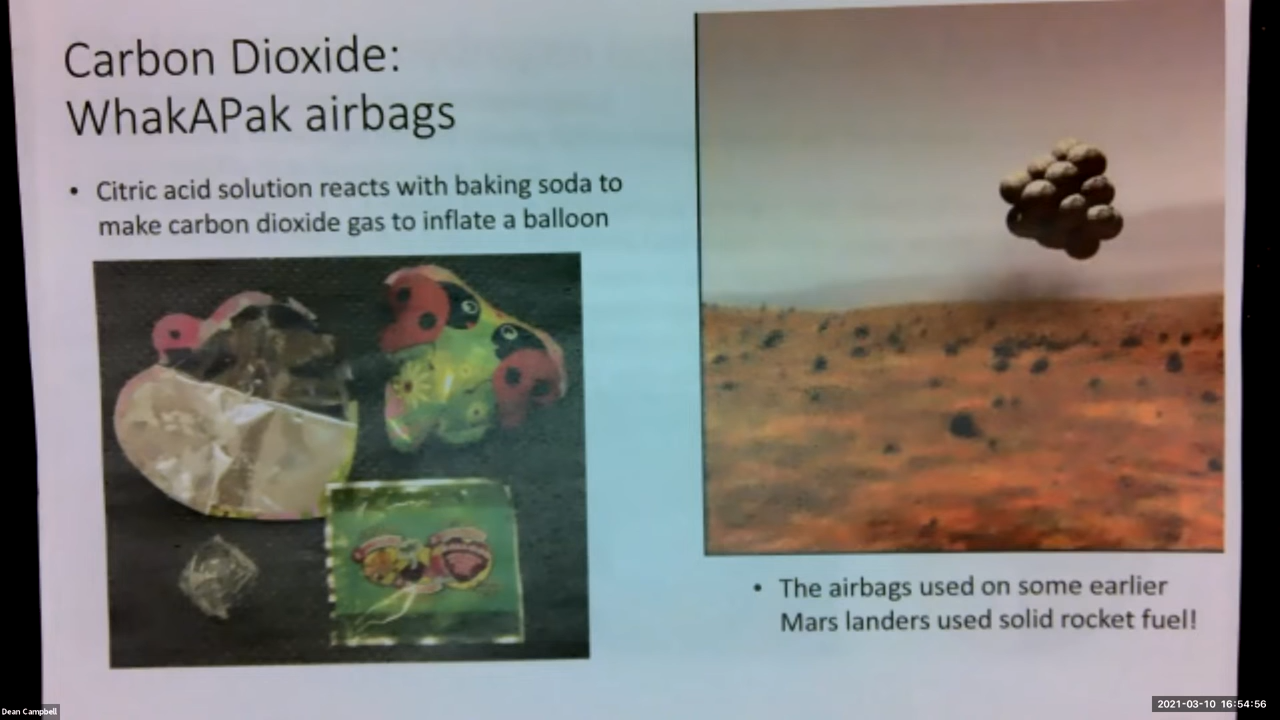 Carbon Dioxide:
WhakAPak airbags
• Citric acid solution reacts with baking soda to
make carbon dioxide gas to inflate a balloon
• The airbags used on some earlier
Mars landers used solid rocket fuel!
Dean Campbell
2021-03-10 16:54:56